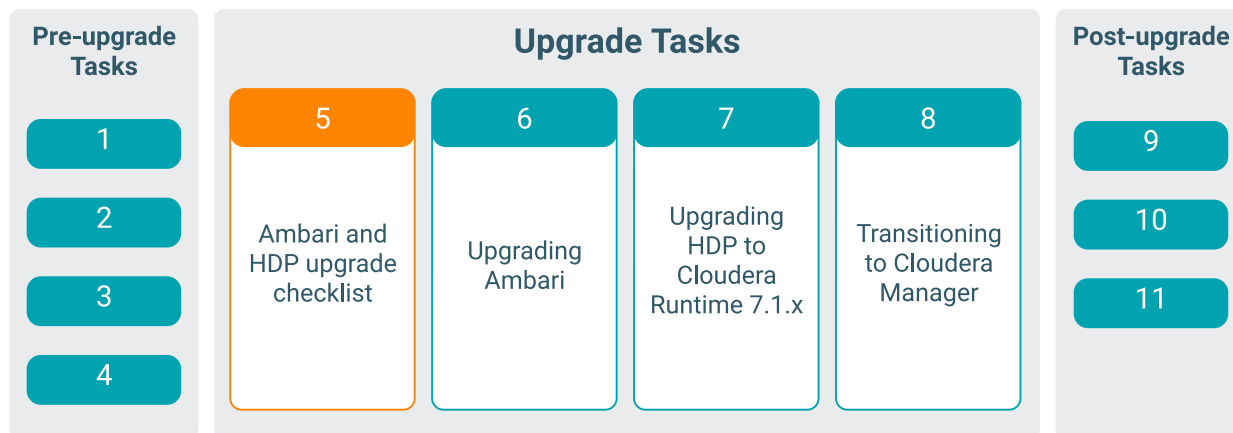 Pre-upgrade
Tasks
1
2
3
4
Upgrade Tasks
5
Ambari and
HDP upgrade
checklist
6
Upgrading
Ambari
7
Upgrading
HDP to
Cloudera
Runtime 7.1.x
8
Transitioning
to Cloudera
Manager
Post-upgrade
Tasks
9
10
11